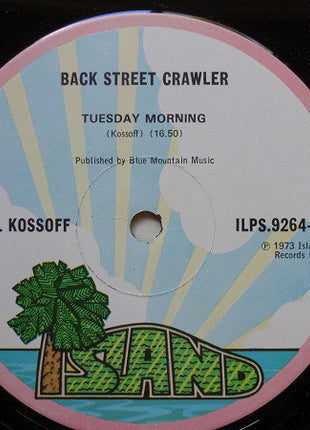 BACK STREET CRAWLER
TUESDAY MORNING
(Kossoff) (16.50)
Published by Blue Mountain Music
L KOSSOFF
ILPS.9264-
℗ 1973 Isla
Records
ISLAND